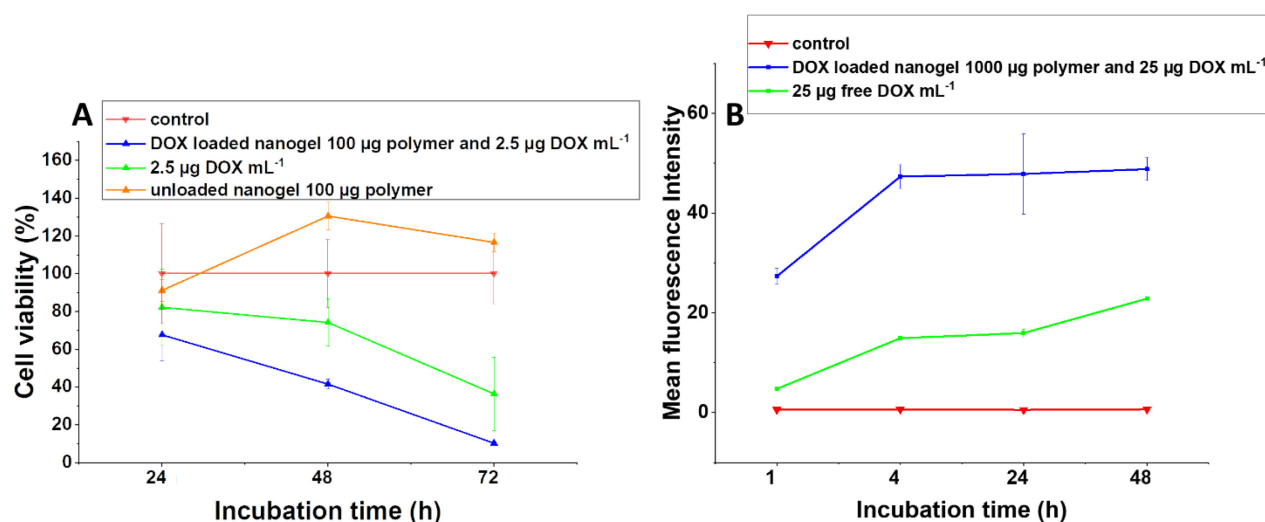 A
control
DOX loaded nanogel 100 µg polymer and 2.5 µg DOX mL⁻¹
2.5 µg DOX mL⁻¹
unloaded nanogel 100 µg polymer
Cell viability (%)
160
140
120
100
80
60
40
20
0
24 48 72
Incubation time (h)
B
control
DOX loaded nanogel 1000 µg polymer and 25 µg DOX mL⁻¹
25 µg free DOX mL⁻¹
Mean fluorescence Intensity
60
40
20
0
1 4 24 48
Incubation time (h)